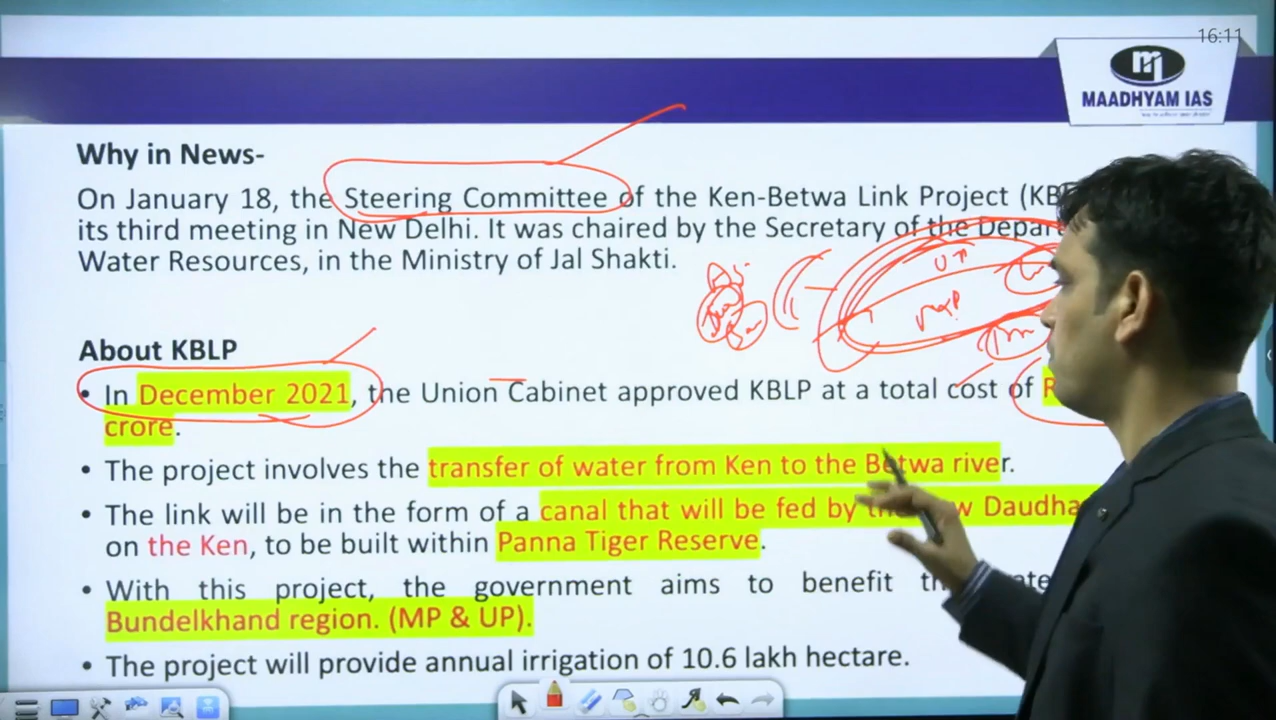 16:11
m
MAADHYAM IAS
Why in News-
On January 18, the Steering Committee of the Ken-Betwa Link Project (KB
its third meeting in New Delhi. It was chaired by the Secretary of the Depar
Water Resources, in the Ministry of Jal Shakti.
UP
MP
About KBLP
• In December 2021, the Union Cabinet approved KBLP at a total cost of R
crore.
• The project involves the transfer of water from Ken to the Betwa river.
• The link will be in the form of a canal that will be fed by the new Daudha
on the Ken, to be built within Panna Tiger Reserve.
• With this project, the government aims to benefit
Bundelkhand region. (MP & UP).
• The project will provide annual irrigation of 10.6 lakh hectare.